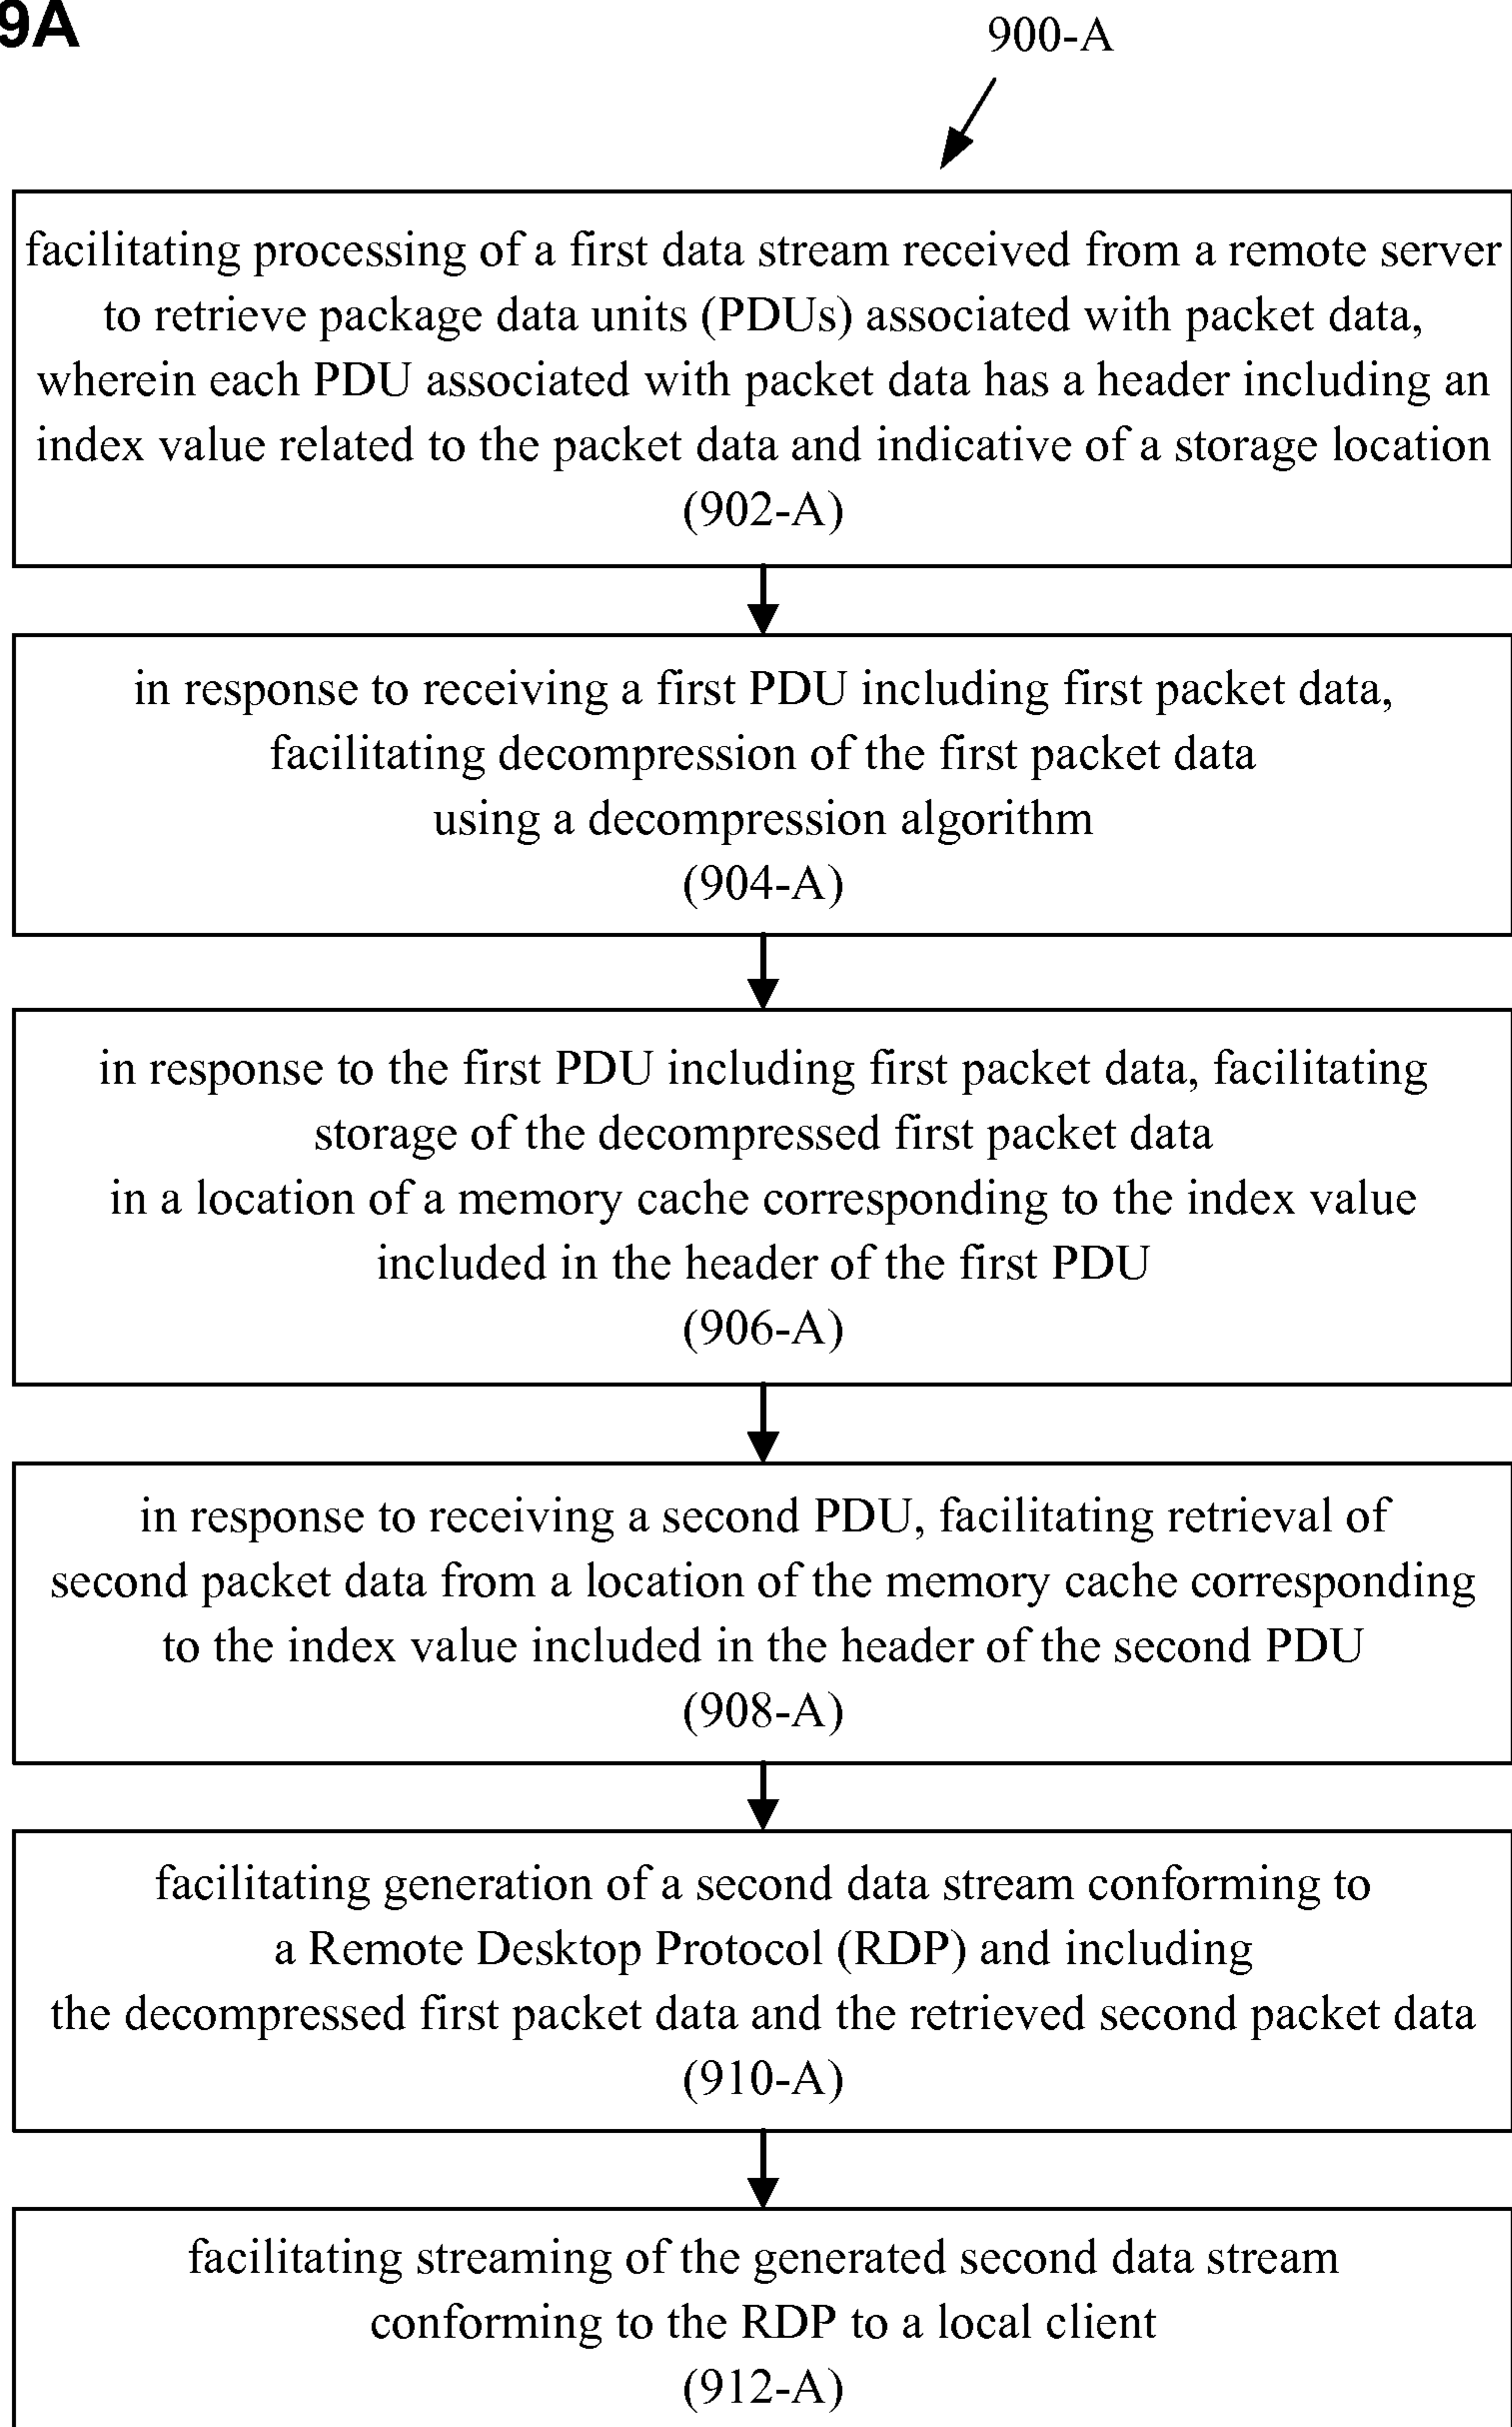 9A
900-A
facilitating processing of a first data stream received from a remote server
to retrieve package data units (PDUs) associated with packet data,
wherein each PDU associated with packet data has a header including an
index value related to the packet data and indicative of a storage location
(902-A)
in response to receiving a first PDU including first packet data,
facilitating decompression of the first packet data
using a decompression algorithm
(904-A)
in response to the first PDU including first packet data, facilitating
storage of the decompressed first packet data
in a location of a memory cache corresponding to the index value
included in the header of the first PDU
(906-A)
in response to receiving a second PDU, facilitating retrieval of
second packet data from a location of the memory cache corresponding
to the index value included in the header of the second PDU
(908-A)
facilitating generation of a second data stream conforming to
a Remote Desktop Protocol (RDP) and including
the decompressed first packet data and the retrieved second packet data
(910-A)
facilitating streaming of the generated second data stream
conforming to the RDP to a local client
(912-A)